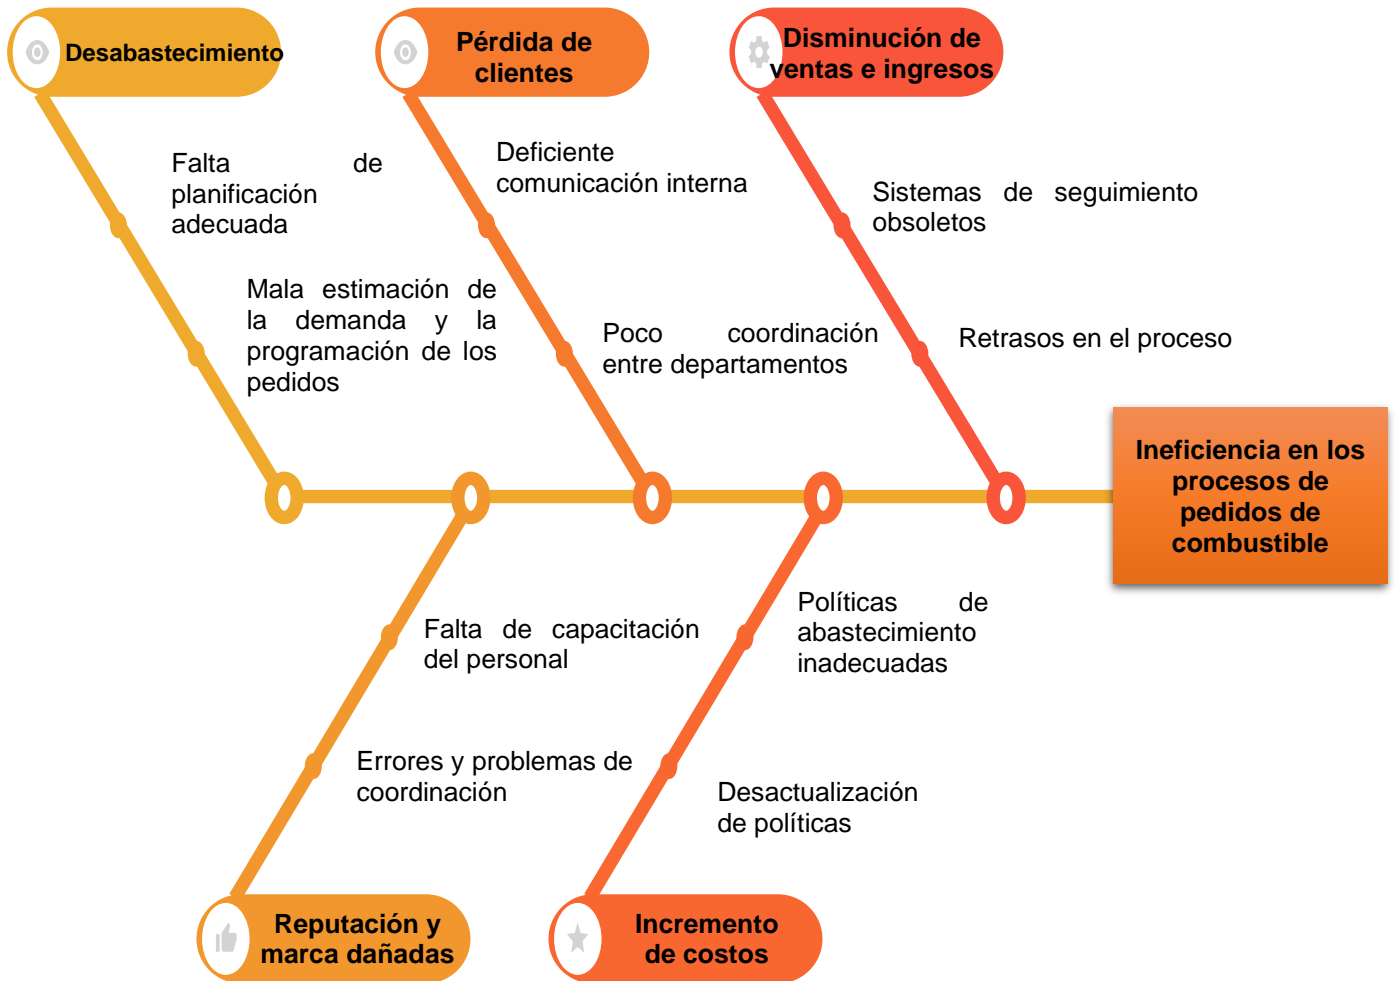 Desabastecimiento
Pérdida de
clientes
Disminución de
ventas e ingresos
Falta de
planificación
adecuada
Mala estimación de
la demanda y la
programación de los
pedidos
Deficiente
comunicación interna
Poco coordinación
entre departamentos
Sistemas de seguimiento
obsoletos
Retrasos en el proceso
Ineficiencia en los
procesos de
pedidos de
combustible
Falta de capacitación
del personal
Errores y problemas de
coordinación
Políticas de
abastecimiento
inadecuadas
Desactualización
de políticas
Reputación y
marca dañadas
Incremento
de costos